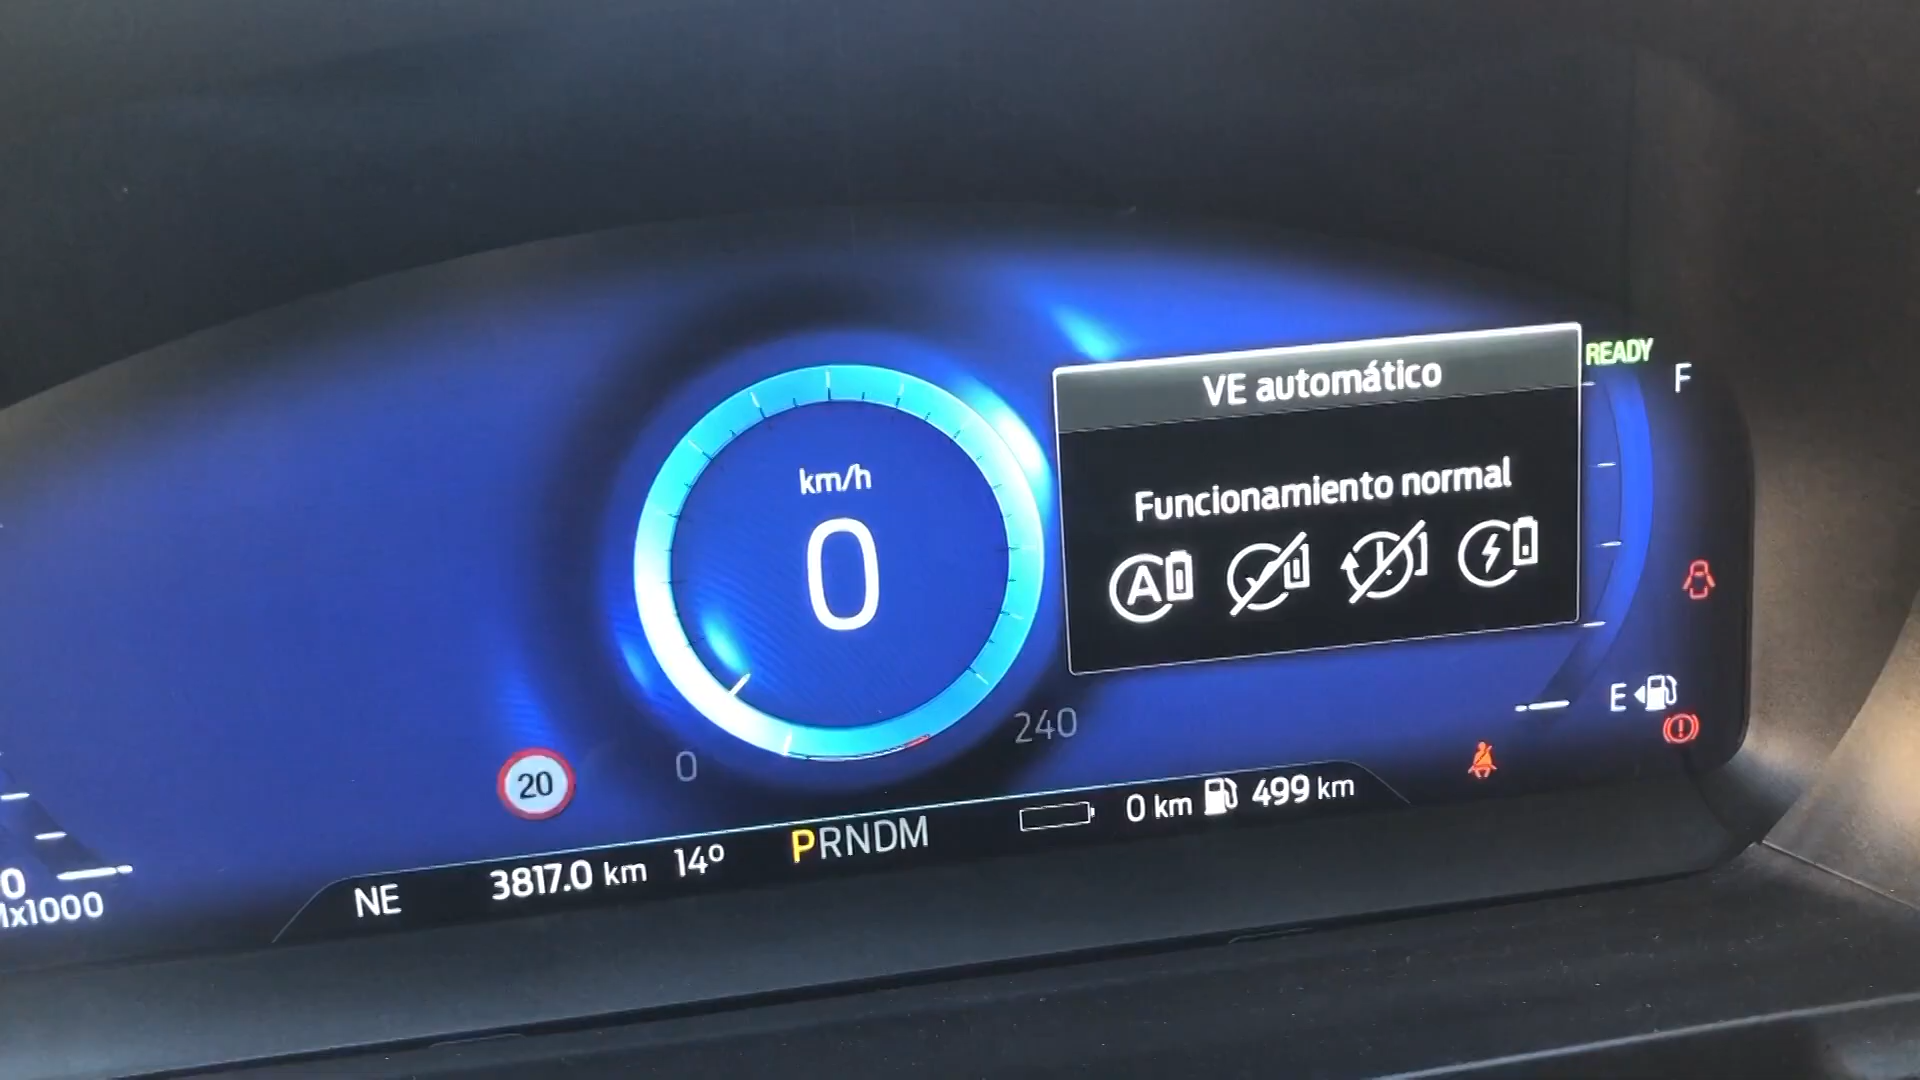 VE automático
READY
F
Funcionamiento normal
A
km/h
0
E
20
0
240
0
x1000
NE
3817.0 km
14º
PRNDM
0 km
499 km